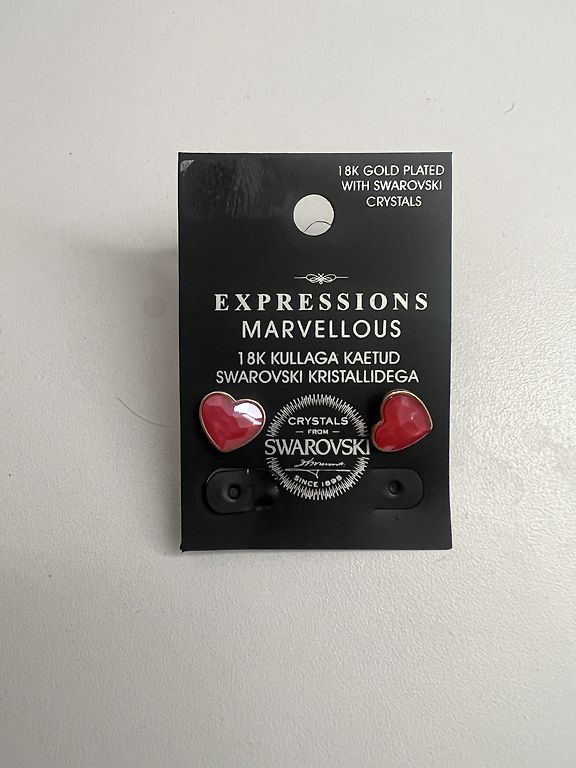 18K GOLD PLATED
WITH SWAROVSKI
CRYSTALS
EXPRESSIONS
MARVELLOUS
18K KULLAGA KAETUD
SWAROVSKI KRISTALLIDEGA
CRYSTALS
FROM
SWAROVSKI
SINCE 1895